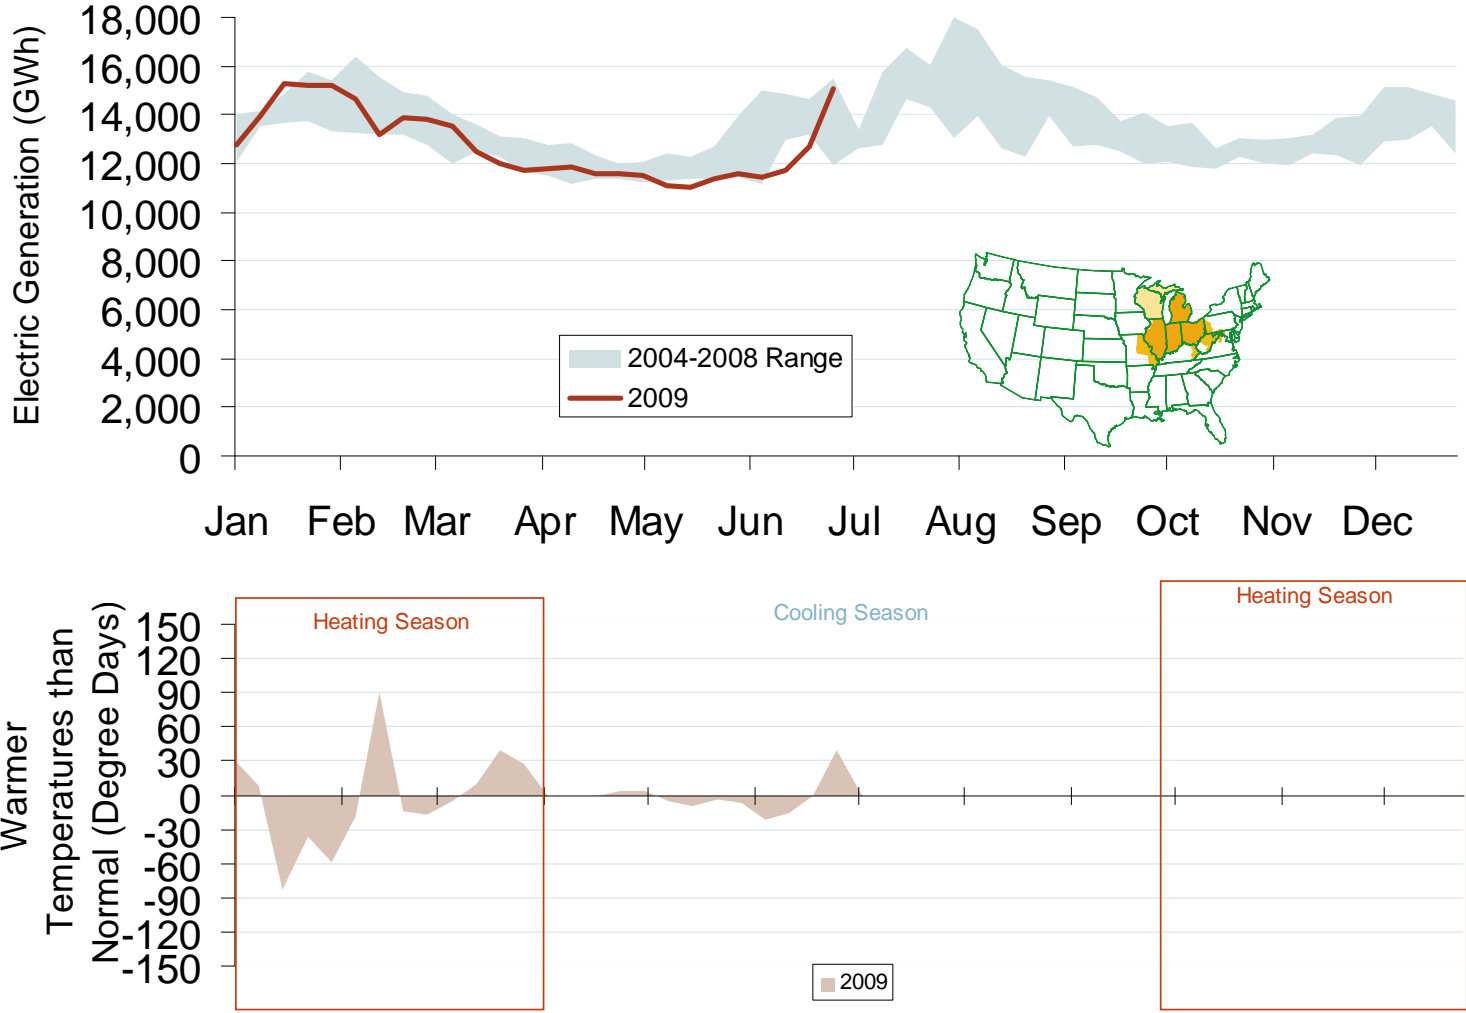 Electric Generation (GWh)
18,000
16,000
14,000
12,000
10,000
8,000
6,000
4,000
2,000
0
2004-2008 Range
2009
Jan Feb Mar Apr May Jun Jul Aug Sep Oct Nov Dec
Warmer
Temperatures than
Normal (Degree Days)
150
120
90
60
30
0
-30
-60
-90
-120
-150
Heating Season
Cooling Season
Heating Season
2009